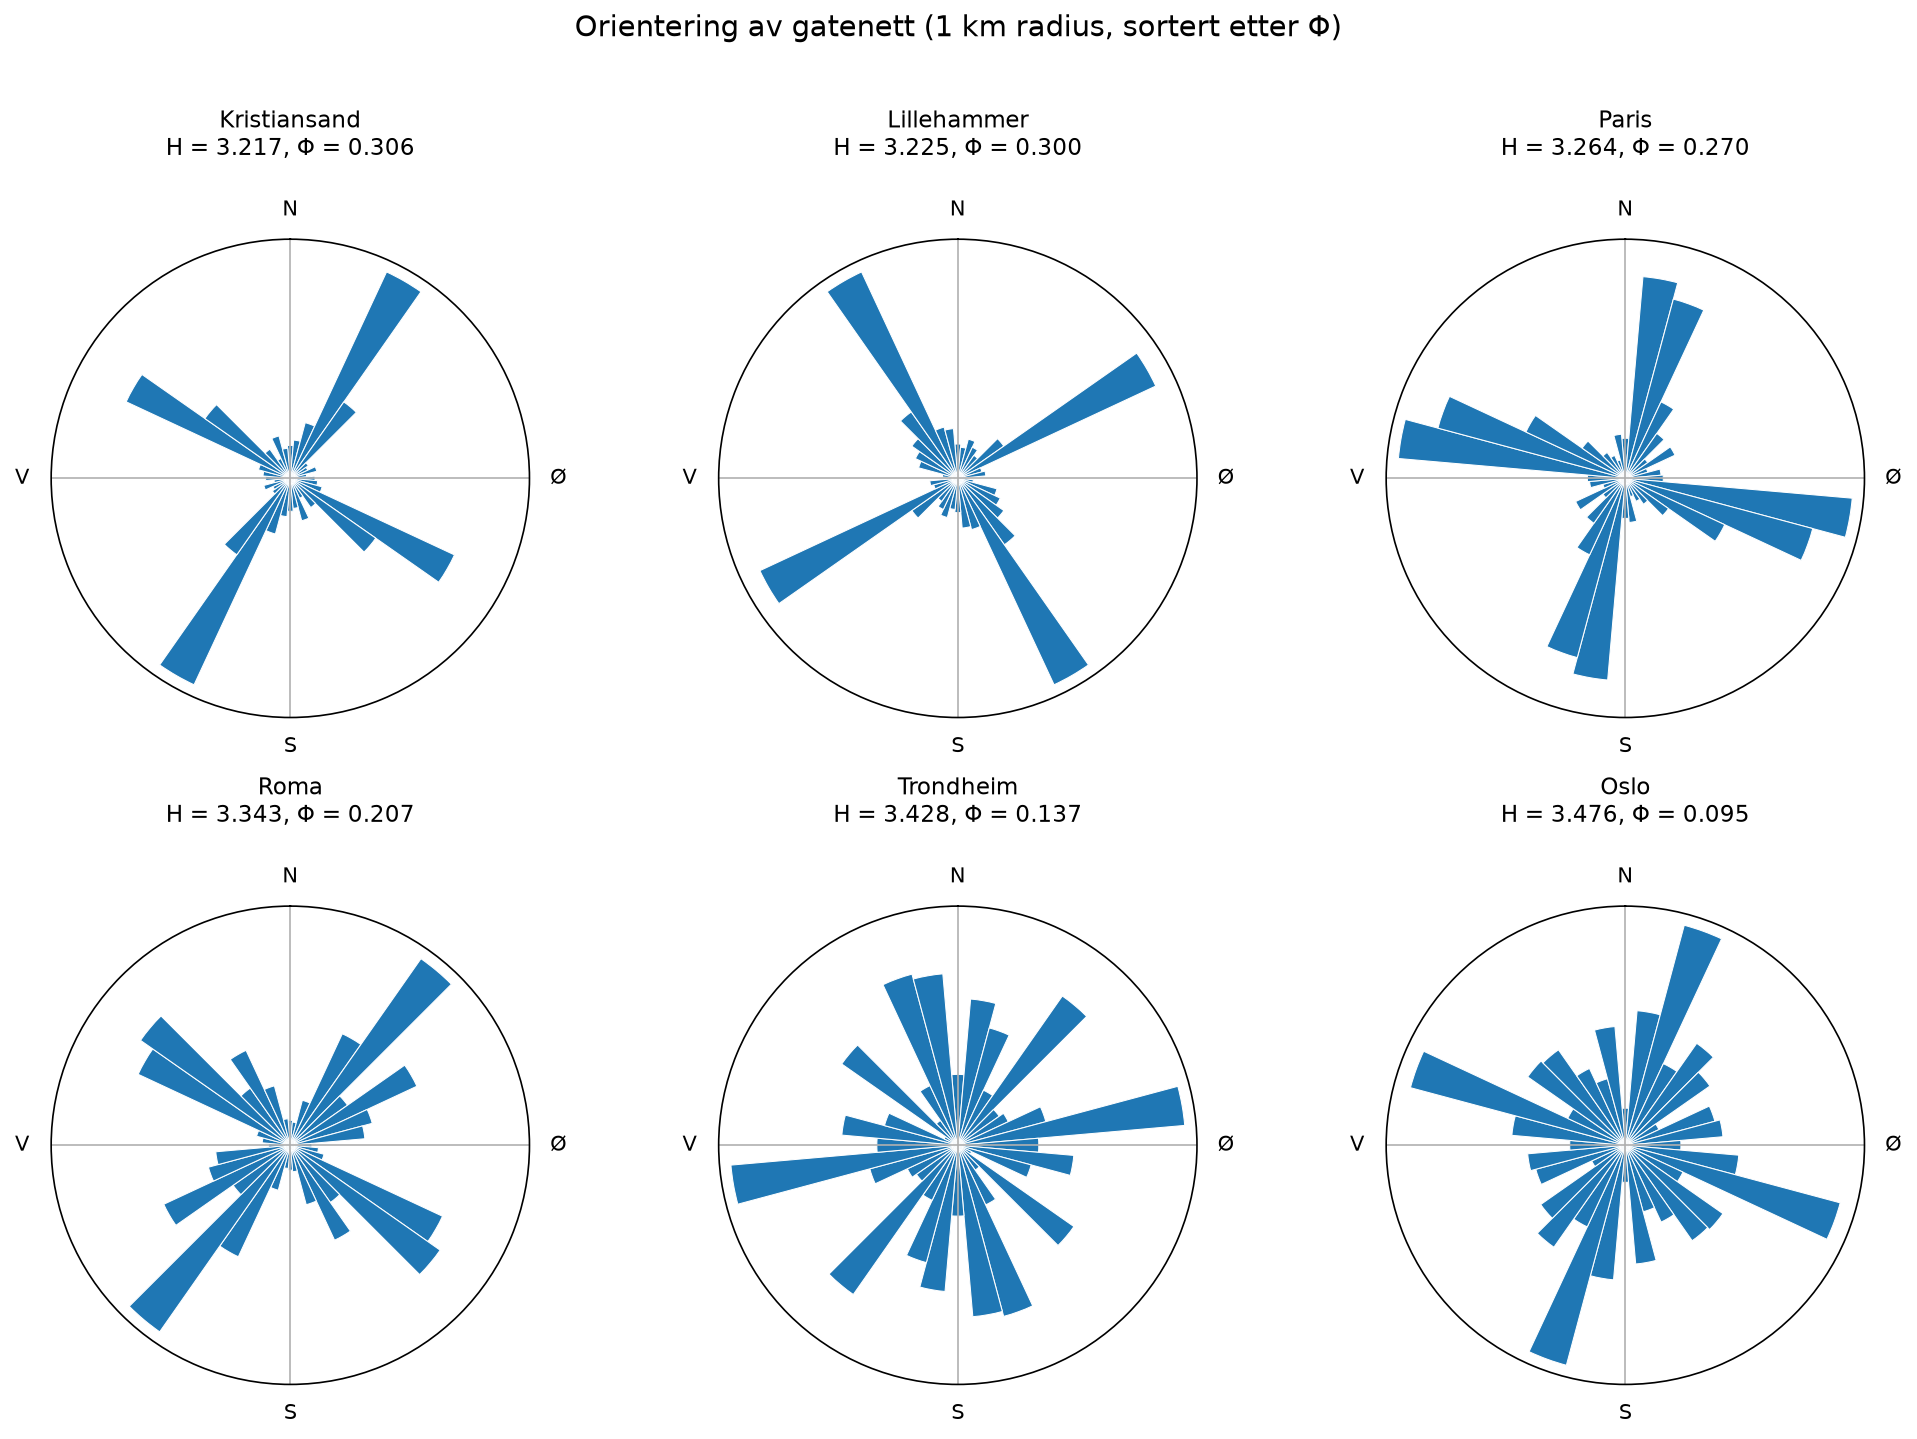 Orientering av gatenett (1 km radius, sortert etter Φ)
Kristiansand
H = 3.217, Φ = 0.306
N
V
Ø
S
Lillehammer
H = 3.225, Φ = 0.300
N
V
Ø
S
Paris
H = 3.264, Φ = 0.270
N
V
Ø
S
Roma
H = 3.343, Φ = 0.207
N
V
Ø
S
Trondheim
H = 3.428, Φ = 0.137
N
V
Ø
S
Oslo
H = 3.476, Φ = 0.095
N
V
Ø
S